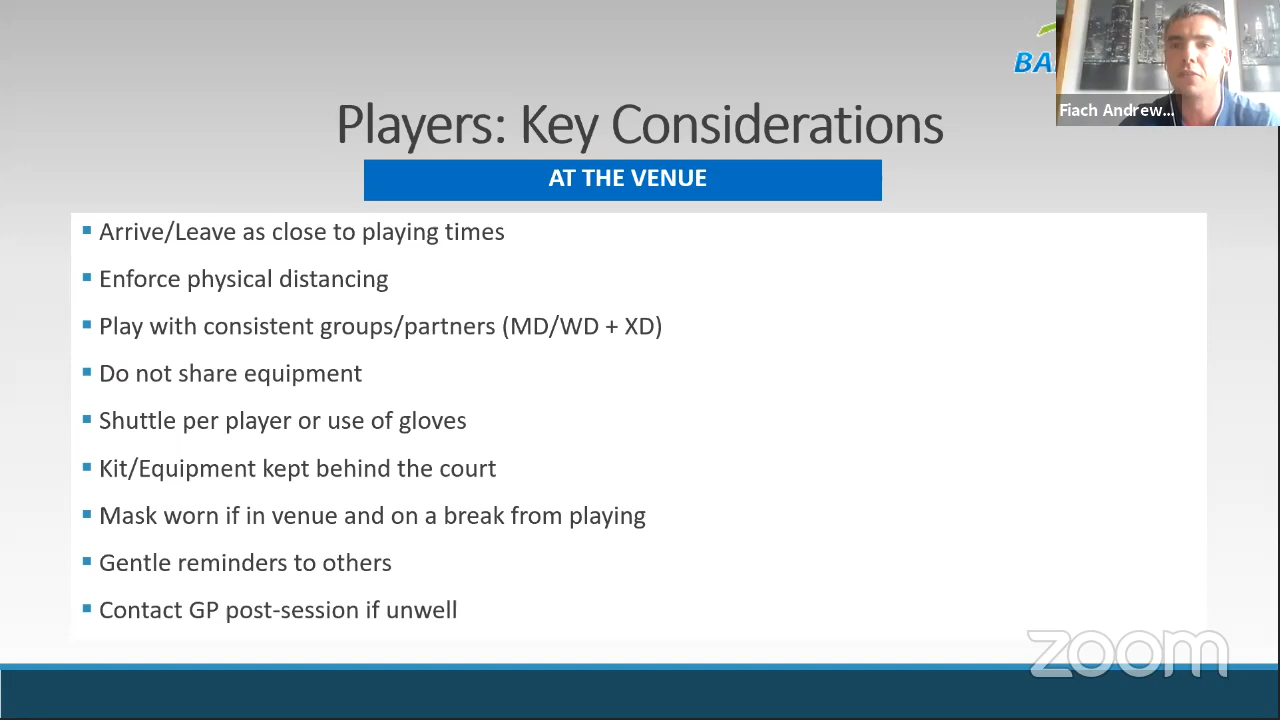 BA
Fiach Andrew...
Players: Key Considerations
AT THE VENUE
Arrive/Leave as close to playing times
Enforce physical distancing
Play with consistent groups/partners (MD/WD + XD)
Do not share equipment
Shuttle per player or use of gloves
Kit/Equipment kept behind the court
Mask worn if in venue and on a break from playing
Gentle reminders to others
Contact GP post-session if unwell
zoom